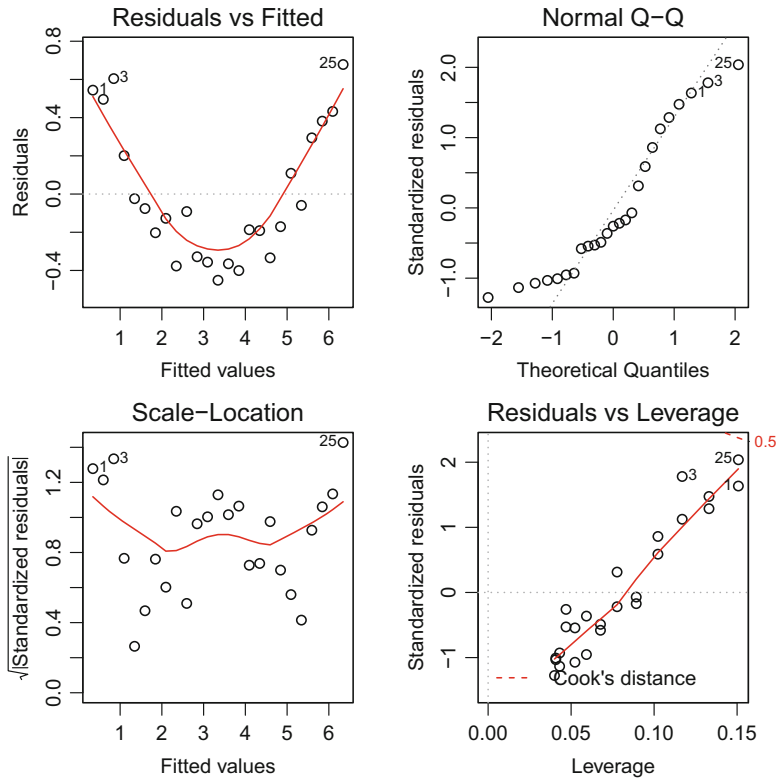 Residuals vs Fitted
Residuals
0.8
0.4
0.0
−0.4
1
3
25
1 2 3 4 5 6
Fitted values
Normal Q−Q
Standardized residuals
2.0
1.0
0.0
−1.0
25
1
3
−2 −1 0 1 2
Theoretical Quantiles
Scale−Location
√|Standardized residuals|
1.2
0.8
0.4
0.0
1
3
25
1 2 3 4 5 6
Fitted values
Residuals vs Leverage
Standardized residuals
2
1
0
−1
0.5
25
3
1
Cook's distance
0.00 0.05 0.10 0.15
Leverage